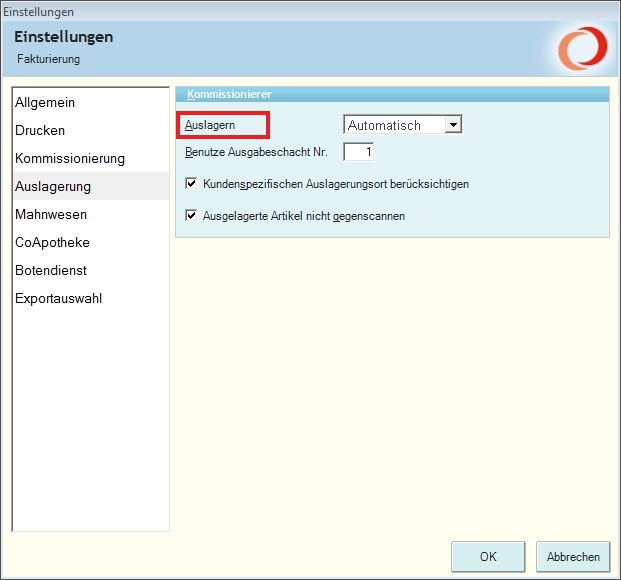 Einstellungen
Einstellungen
Fakturierung
Allgemein
Drucken
Kommissionierung
Auslagerung
Mahnwesen
CoApotheke
Botendienst
Exportauswahl
Kommissionierer
Auslagern Automatisch
Benutze Ausgabeschacht Nr. 1
Kundenspezifischen Auslagerungsort berücksichtigen
Ausgelagerte Artikel nicht gegenscannen
OK Abbrechen